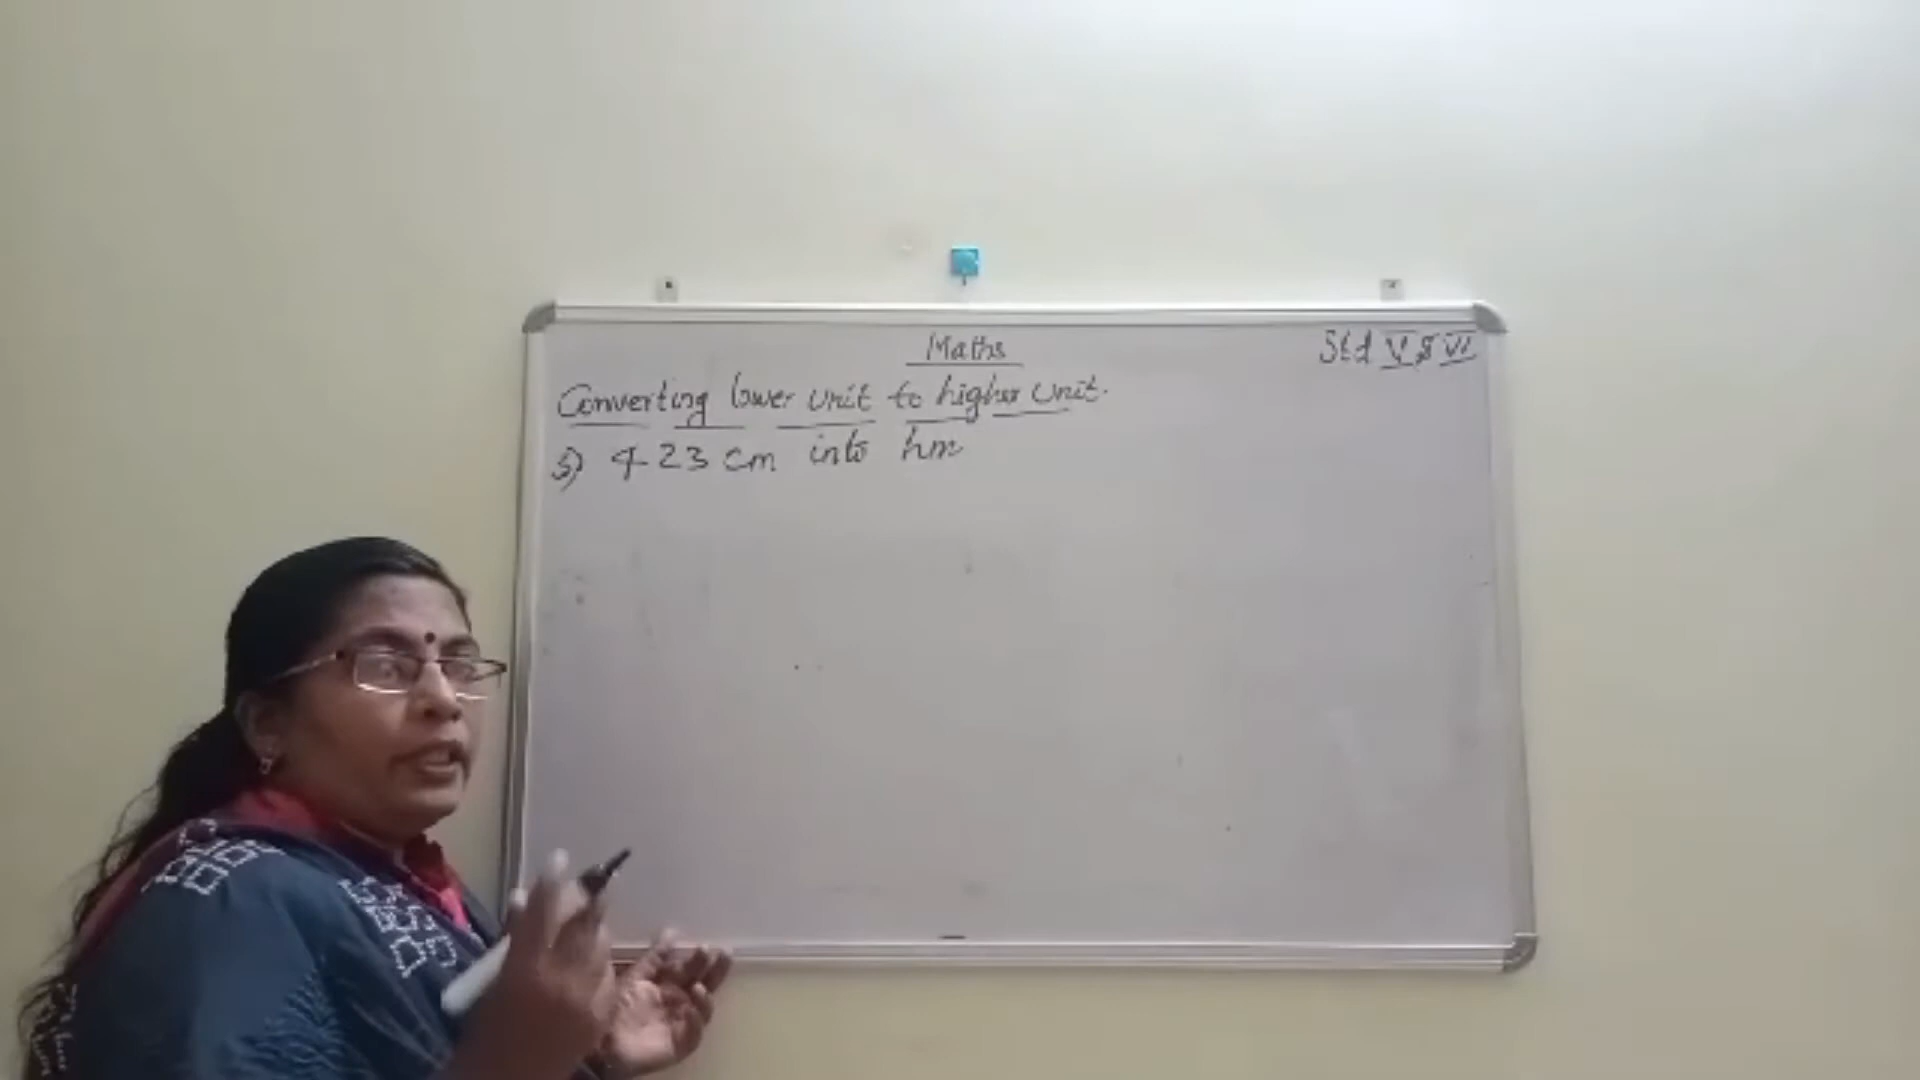 Maths
Std V & VI
Converting lower unit to higher unit.
5) 423 cm into hm